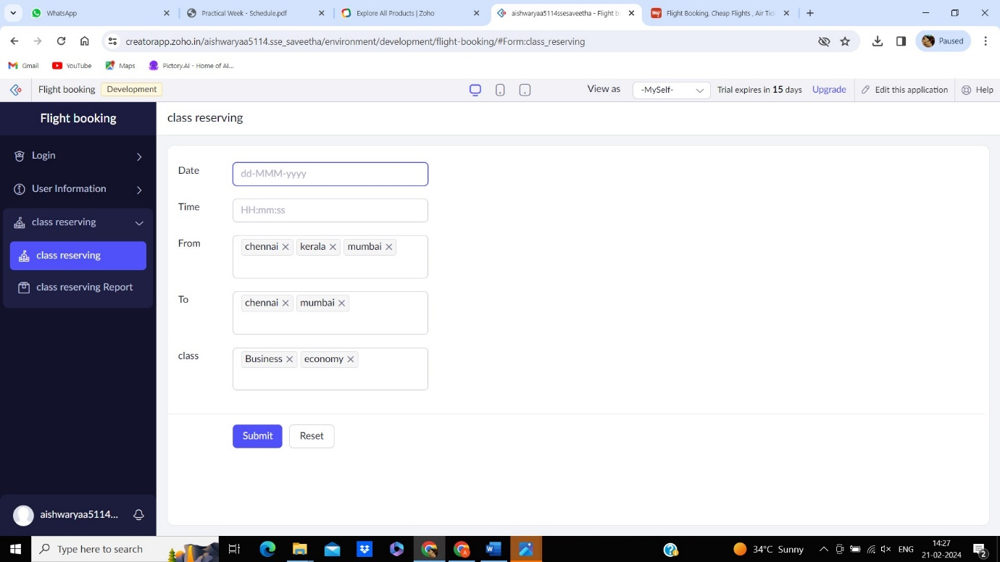 WhatsApp
Practical Week - Schedule.pdf
Explore All Products | Zoho
aishwaryaa5114ssesaveetha - Flight b
Flight Booking, Cheap Flights , Air Tic
creatorapp.zoho.in/aishwaryaa5114.sse_saveetha/environment/development/flight-booking/#Form:class_reserving
Paused
Gmail
YouTube
Maps
Pictory.AI - Home of AI...
Flight booking
Development
View as
-MySelf-
Trial expires in 15 days
Upgrade
Edit this application
Help
Flight booking
class reserving
Login
User Information
class reserving
class reserving
class reserving Report
Date
dd-MMM-yyyy
Time
HH:mm:ss
From
chennai
kerala
mumbai
To
chennai
mumbai
class
Business
economy
Submit
Reset
aishwaryaa5114...
Type here to search
34°C Sunny
ENG
14:27
21-02-2024
2